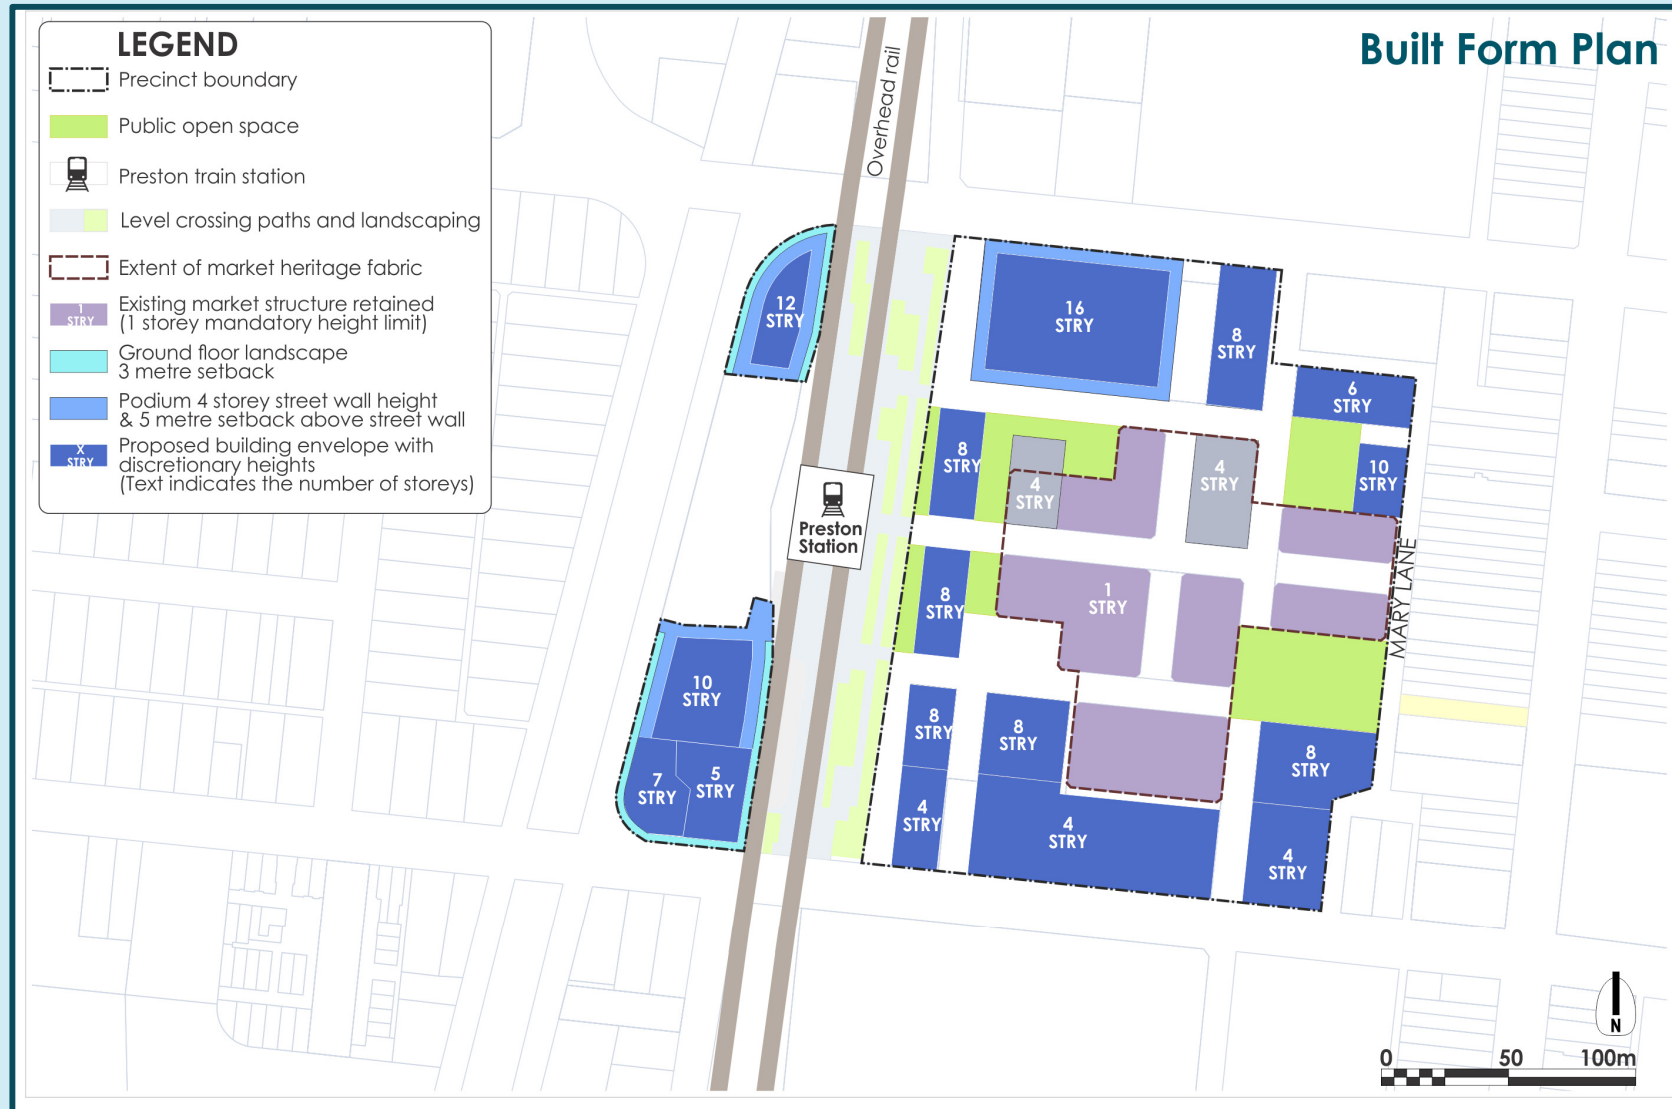 Built Form Plan
LEGEND
Precinct boundary
Public open space
Preston train station
Level crossing paths and landscaping
Extent of market heritage fabric
1
STRY
Existing market structure retained
(1 storey mandatory height limit)
Ground floor landscape
3 metre setback
Podium 4 storey street wall height
& 5 metre setback above street wall
X
STRY
Proposed building envelope with
discretionary heights
(Text indicates the number of storeys)
Overhead rail
12
STRY
16
STRY
8
STRY
6
STRY
8
STRY
4
STRY
4
STRY
10
STRY
Preston
Station
8
STRY
1
STRY
MARY LANE
10
STRY
7
STRY
5
STRY
8
STRY
8
STRY
8
STRY
4
STRY
4
STRY
4
STRY
N
0 50 100m